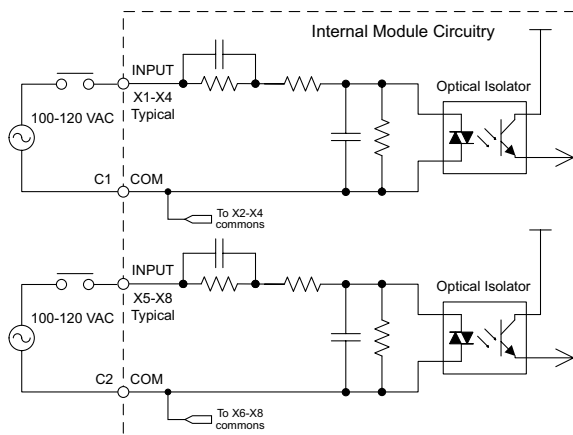 Internal Module Circuitry
INPUT
X1-X4
Typical
Optical Isolator
100-120 VAC
C1
COM
To X2-X4
commons
INPUT
X5-X8
Typical
Optical Isolator
100-120 VAC
C2
COM
To X6-X8
commons